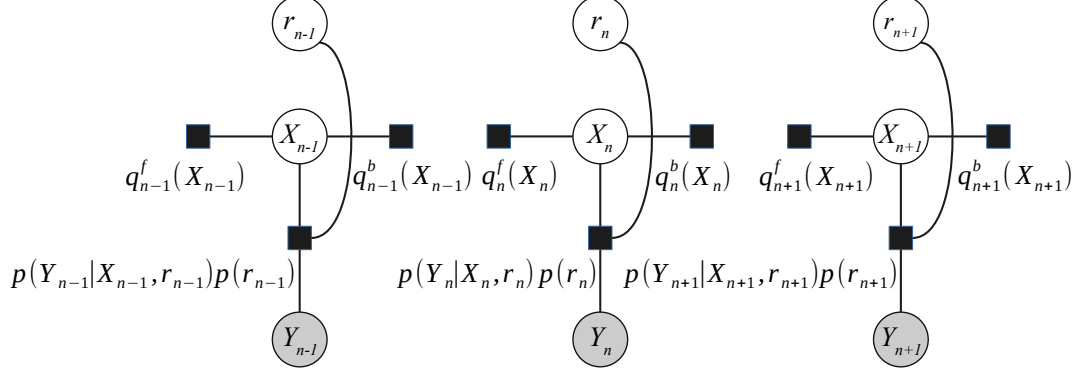 r_{n-1} r_n r_{n+1}
X_{n-1} X_n X_{n+1}
q^f_{n-1}(X_{n-1}) q^b_{n-1}(X_{n-1}) q^f_n(X_n) q^b_n(X_n) q^f_{n+1}(X_{n+1}) q^b_{n+1}(X_{n+1})
p(Y_{n-1}|X_{n-1},r_{n-1})p(r_{n-1}) p(Y_n|X_n,r_n)p(r_n) p(Y_{n+1}|X_{n+1},r_{n+1})p(r_{n+1})
Y_{n-1} Y_n Y_{n+1}